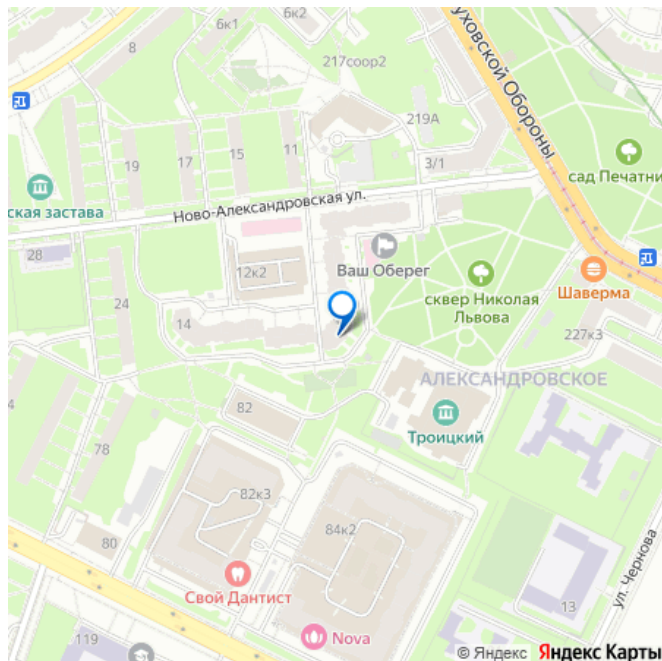 6к1
6к2
8
217соор2
уховской Обороны
219А
19
17
15
11
3/1
сад Печатни
ская застава
Ново-Александровская ул.
28
12к2
Ваш Оберег
сквер Николая
Львова
Шаверма
24
14
227к3
АЛЕКСАНДРОВСКОЕ
4
82
Троицкий
78
82к3
84к2
80
Свой Дантист
ул. Чернова
13
119
Nova
© Яндекс Яндекс Карты